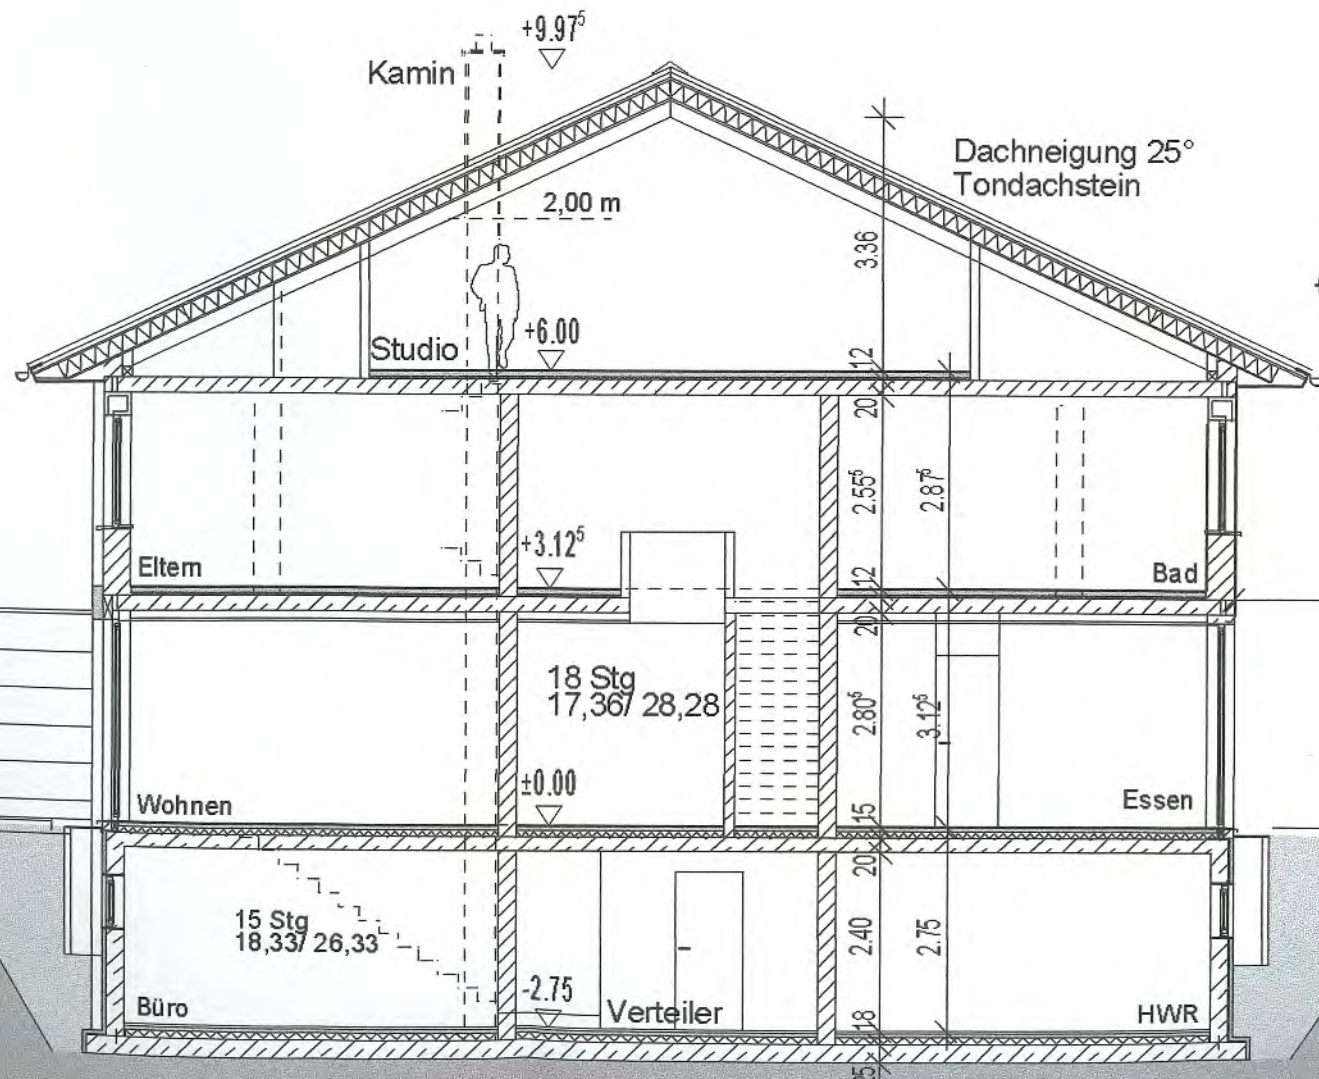 +9.97⁵
Kamin
Dachneigung 25°
Tondachstein
2,00 m
3.36
Studio
+6.00
12
20
2.55⁵
2.87⁵
+3.12⁵
Eltern
12
Bad
20
18 Stg
17,36/ 28,28
2.80⁵
3.12⁵
±0.00
Wohnen
Essen
15
20
15 Stg
18,33/ 26,33
2.40
2.75
-2.75
Büro
Verteiler
18
HWR